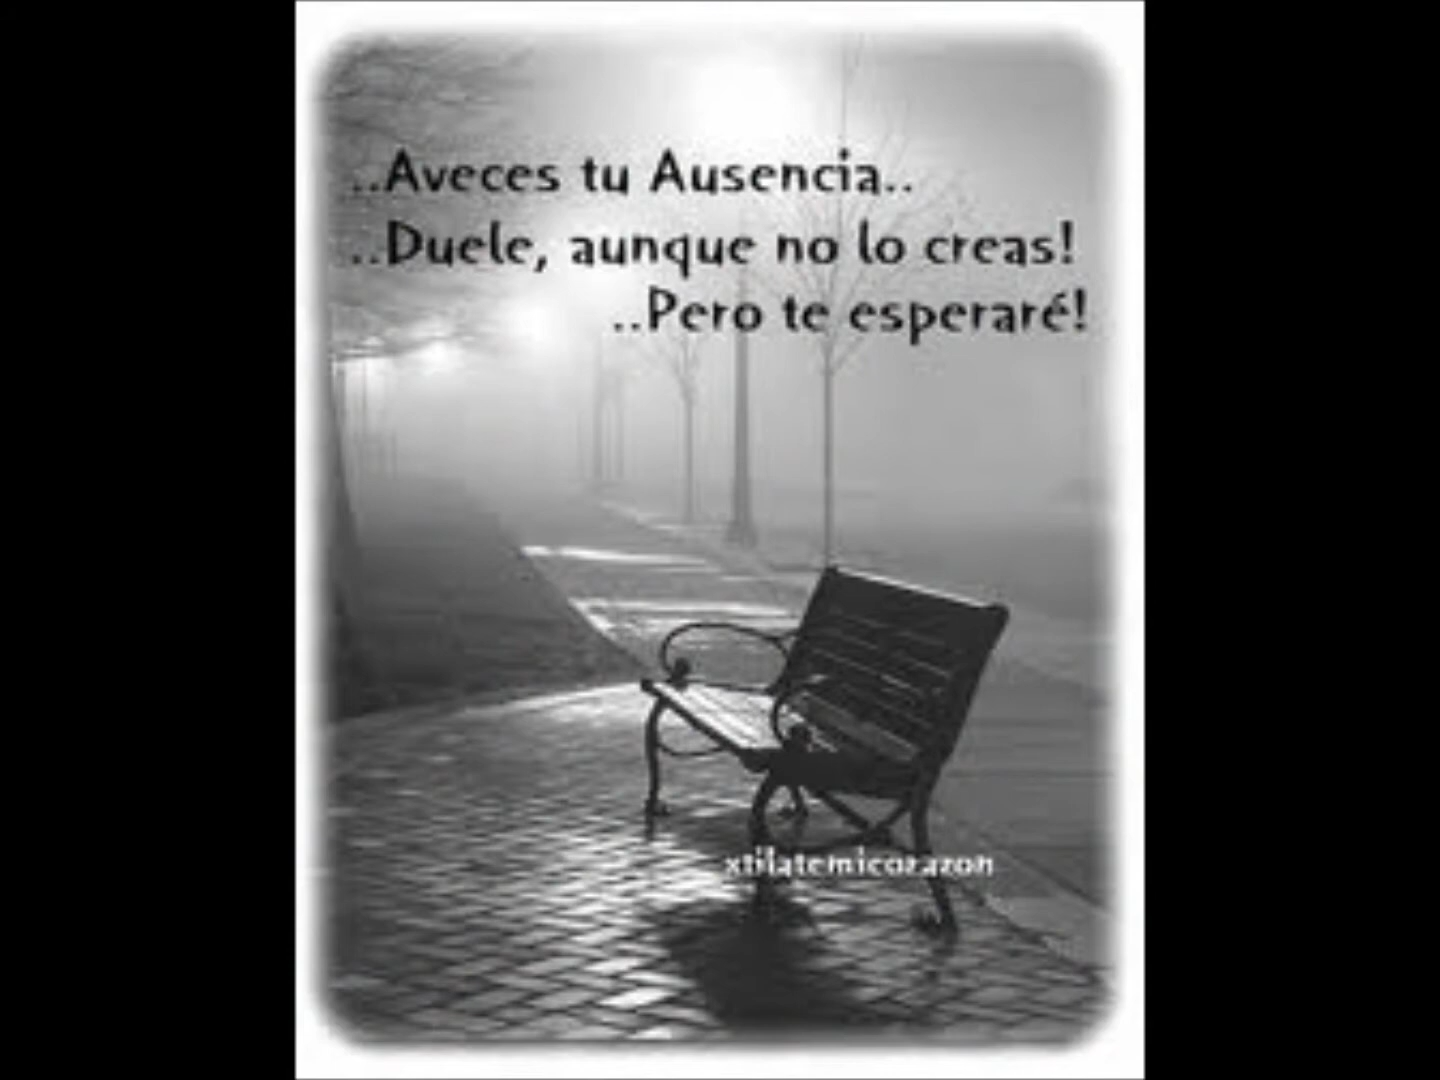 ..Aveces tu Ausencia..
..Duele, aunque no lo creas!
..Pero te esperaré!
xtilatemicorazon